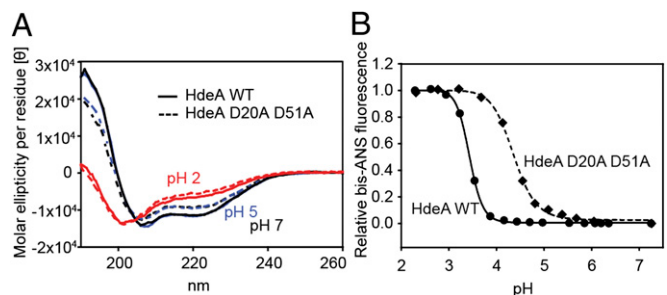 A
Molar ellipticity per residue [θ]
3x10⁴
2x10⁴
1x10⁴
0
-1x10⁴
-2x10⁴
HdeA WT
HdeA D20A D51A
pH 2
pH 5
pH 7
200
220
240
260
nm
B
Relative bis-ANS fluorescence
1.2
1.0
0.8
0.6
0.4
0.2
0.0
HdeA D20A D51A
HdeA WT
2
3
4
5
6
7
pH